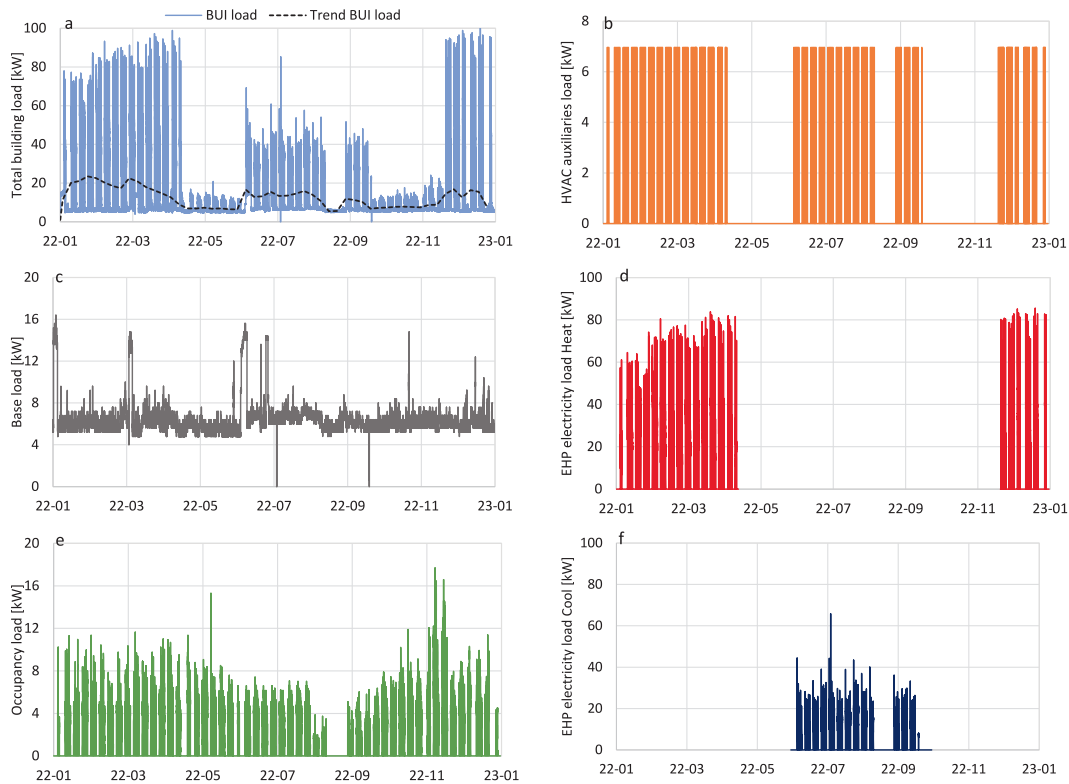 BUI load Trend BUI load
a
Total building load [kW]
100
80
60
40
20
0
22-01 22-03 22-05 22-07 22-09 22-11 23-01
b
HVAC auxiliaries load [kW]
8
6
4
2
0
22-01 22-03 22-05 22-07 22-09 22-11 23-01
c
Base load [kW]
20
16
12
8
4
0
22-01 22-03 22-05 22-07 22-09 22-11 23-01
d
EHP electricity load Heat [kW]
100
80
60
40
20
0
22-01 22-03 22-05 22-07 22-09 22-11 23-01
e
Occupancy load [kW]
20
16
12
8
4
0
22-01 22-03 22-05 22-07 22-09 22-11 23-01
f
EHP electricity load Cool [kW]
100
80
60
40
20
0
22-01 22-03 22-05 22-07 22-09 22-11 23-01